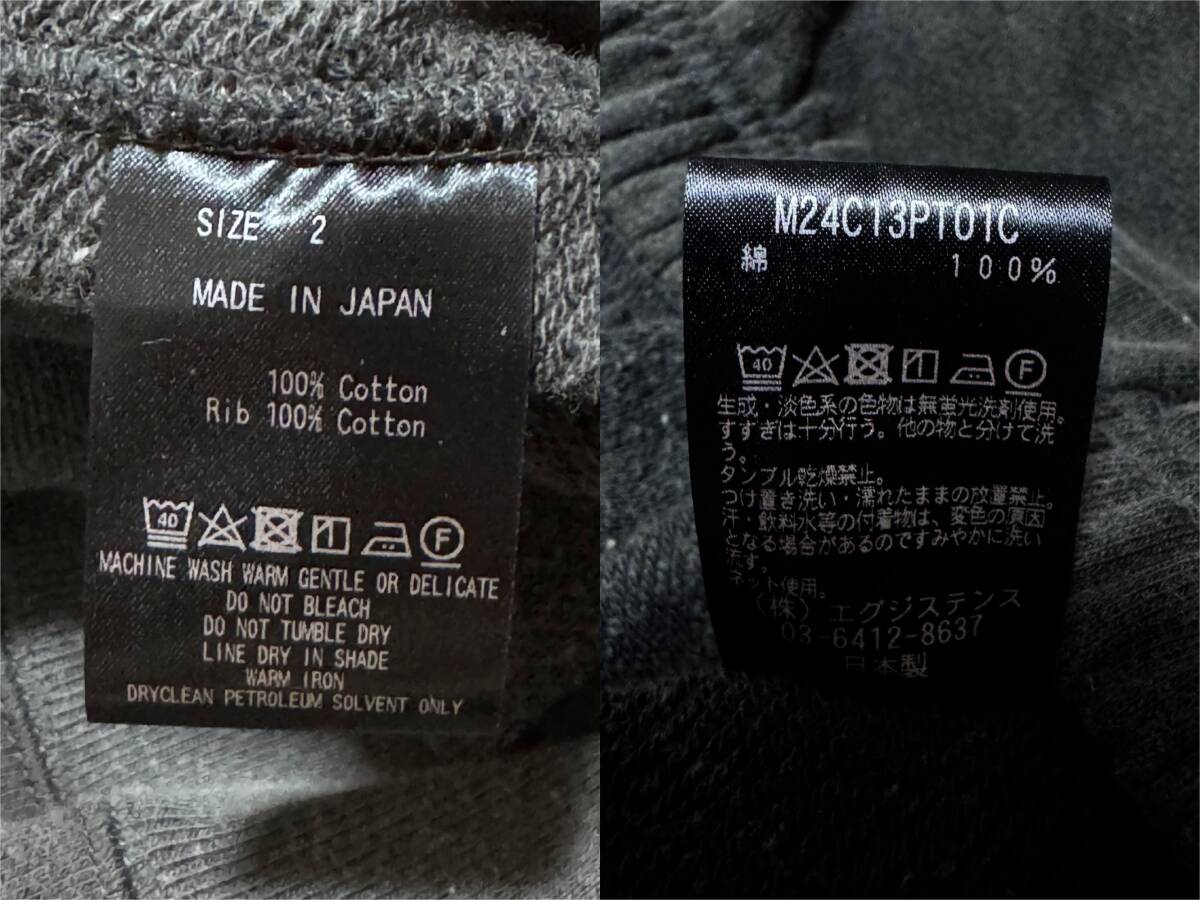 SIZE 2
MADE IN JAPAN
100% Cotton
Rib 100% Cotton
40
F
MACHINE WASH WARM GENTLE OR DELICATE
DO NOT BLEACH
DO NOT TUMBLE DRY
LINE DRY IN SHADE
WARM IRON
DRYCLEAN PETROLEUM SOLVENT ONLY
M24C13PT01C
綿 100%
40
F
生成・淡色系の色物は無蛍光洗剤使用。
すすぎは十分行う。他の物と分けて洗
う。
タンブル乾燥禁止。
つけ置き洗い・濡れたままの放置禁止。
汗・飲料水等の付着物は、変色の原因
となる場合があるのですみやかに洗い
流す。
ネット使用。
(株) エグジステンス
03-6412-8637
日本製